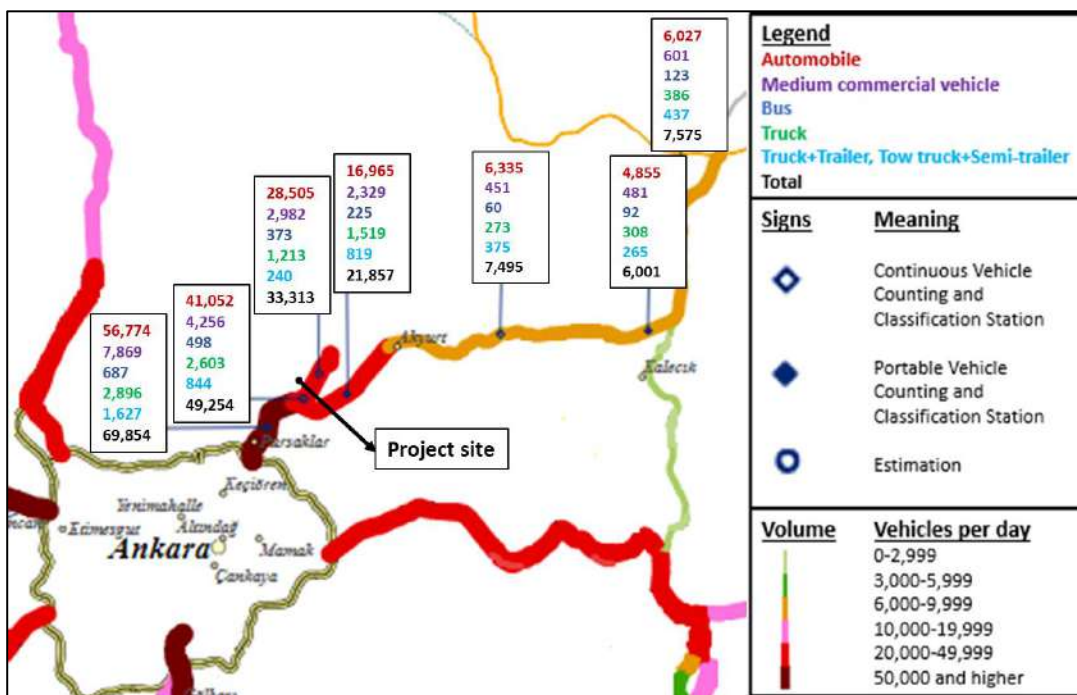 6,027
601
123
386
437
7,575
16,965
2,329
225
1,519
819
21,857
6,335
451
60
273
375
7,495
4,855
481
92
308
265
6,001
28,505
2,982
373
1,213
240
33,313
41,052
4,256
498
2,603
844
49,254
56,774
7,869
687
2,896
1,627
69,854
Akyurt
Kalecik
Project site
Keçiören
Yenimahalle
Etimesgut
Altındağ
Ankara
Mamak
Çankaya
Legend
Automobile
Medium commercial vehicle
Bus
Truck
Truck+Trailer, Tow truck+Semi-trailer
Total
Signs Meaning
Continuous Vehicle
Counting and
Classification Station
Portable Vehicle
Counting and
Classification Station
Estimation
Volume Vehicles per day
0-2,999
3,000-5,999
6,000-9,999
10,000-19,999
20,000-49,999
50,000 and higher